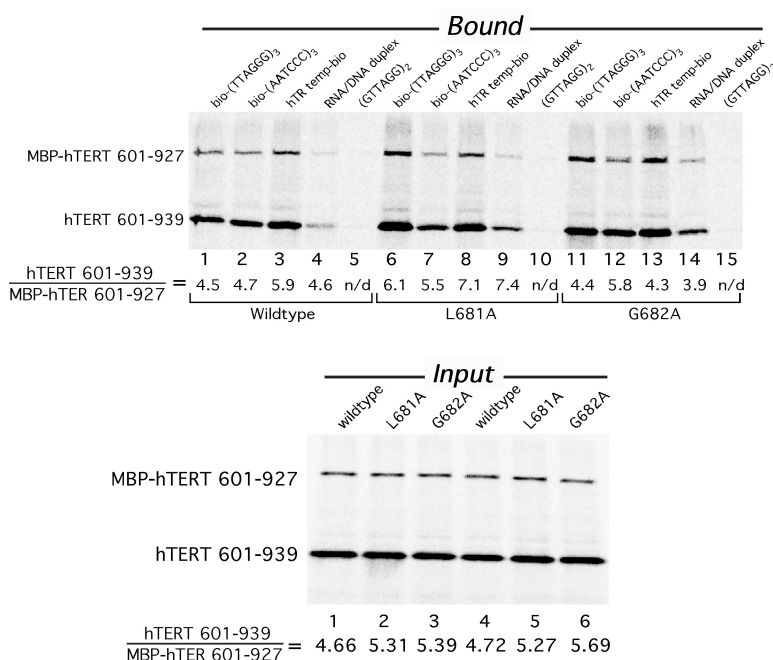 Bound
bio-(TTAGGG)3 bio-(AATCCC)3 hTR temp-bio RNA/DNA duplex (GTTAGG)2 bio-(TTAGGG)3 bio-(AATCCC)3 hTR temp-bio RNA/DNA duplex (GTTAGG)2 bio-(TTAGGG)3 bio-(AATCCC)3 hTR temp-bio RNA/DNA duplex (GTTAGG)2
MBP-hTERT 601-927
hTERT 601-939
1 2 3 4 5 6 7 8 9 10 11 12 13 14 15
hTERT 601-939
MBP-hTER 601-927
= 4.5 4.7 5.9 4.6 n/d 6.1 5.5 7.1 7.4 n/d 4.4 5.8 4.3 3.9 n/d
Wildtype L681A G682A
Input
wildtype L681A G682A wildtype L681A G682A
MBP-hTERT 601-927
hTERT 601-939
1 2 3 4 5 6
hTERT 601-939
MBP-hTER 601-927
= 4.66 5.31 5.39 4.72 5.27 5.69